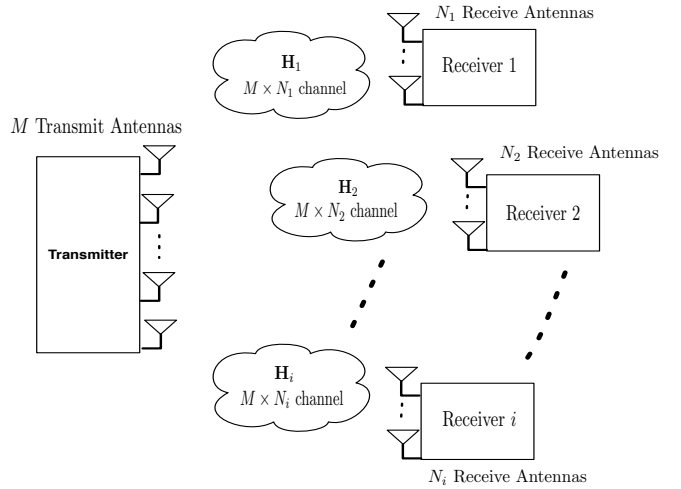 N₁ Receive Antennas
H₁
M × N₁ channel
Receiver 1
M Transmit Antennas
N₂ Receive Antennas
H₂
M × N₂ channel
Receiver 2
Transmitter
Hᵢ
M × Nᵢ channel
Receiver i
Nᵢ Receive Antennas